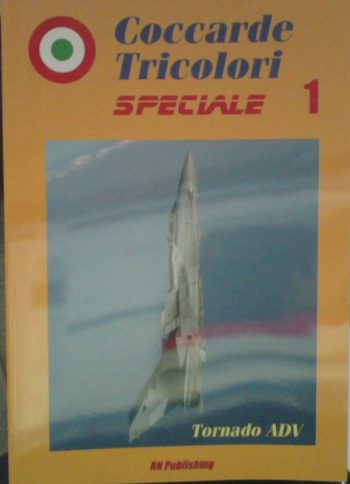 Coccarde
Tricolori
SPECIALE 1
Tornado ADV
RN Publishing